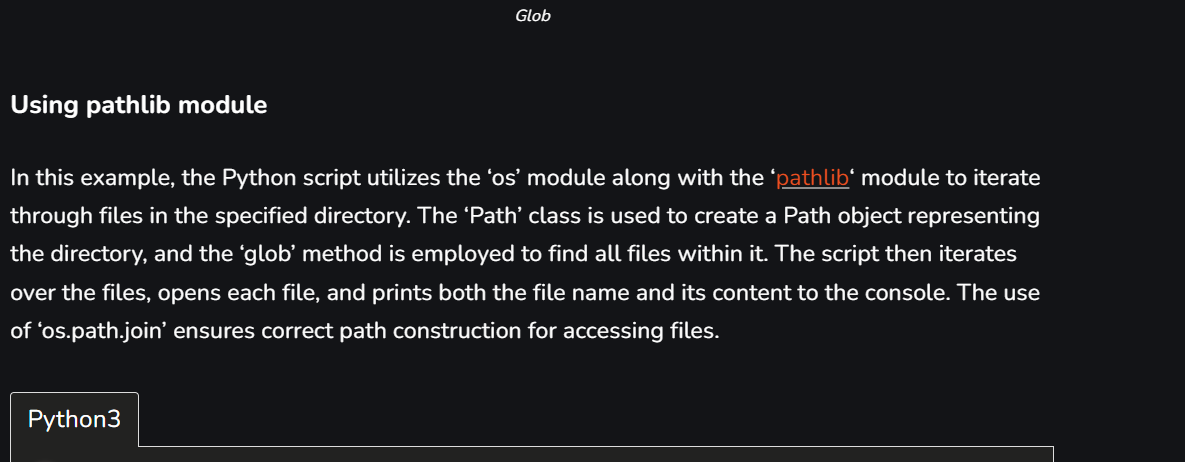 Glob
Using pathlib module
In this example, the Python script utilizes the ‘os’ module along with the ‘pathlib‘ module to iterate
through files in the specified directory. The ‘Path’ class is used to create a Path object representing
the directory, and the ‘glob’ method is employed to find all files within it. The script then iterates
over the files, opens each file, and prints both the file name and its content to the console. The use
of ‘os.path.join’ ensures correct path construction for accessing files.
Python3